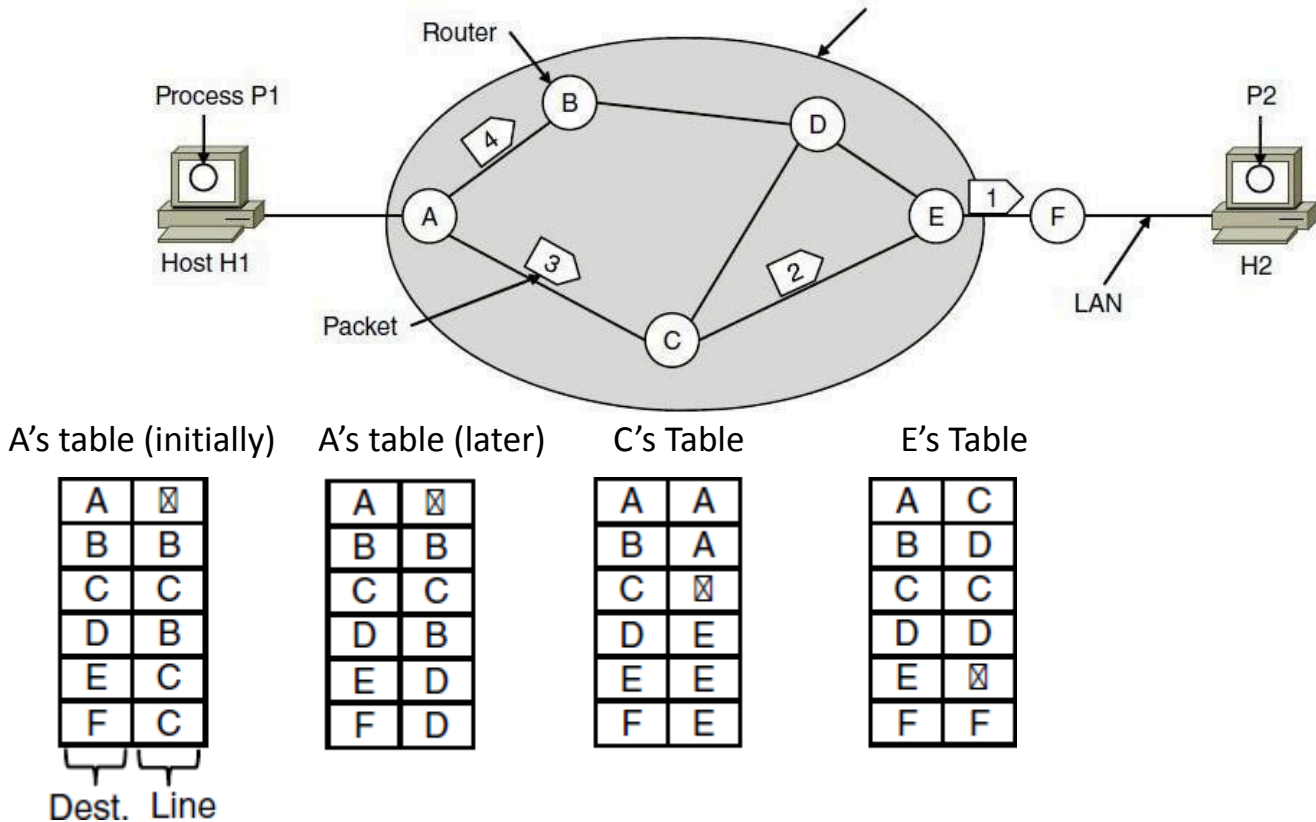 Router
Process P1
P2
B
D
4
A
E
1
F
3
2
Host H1
H2
LAN
Packet
C
A's table (initially) A's table (later) C's Table E's Table
A ☒ A ☒ A A A C
B B B B B A B D
C C C C C ☒ C C
D B D B D E D D
E C E D E E E ☒
F C F D F E F F
Dest. Line